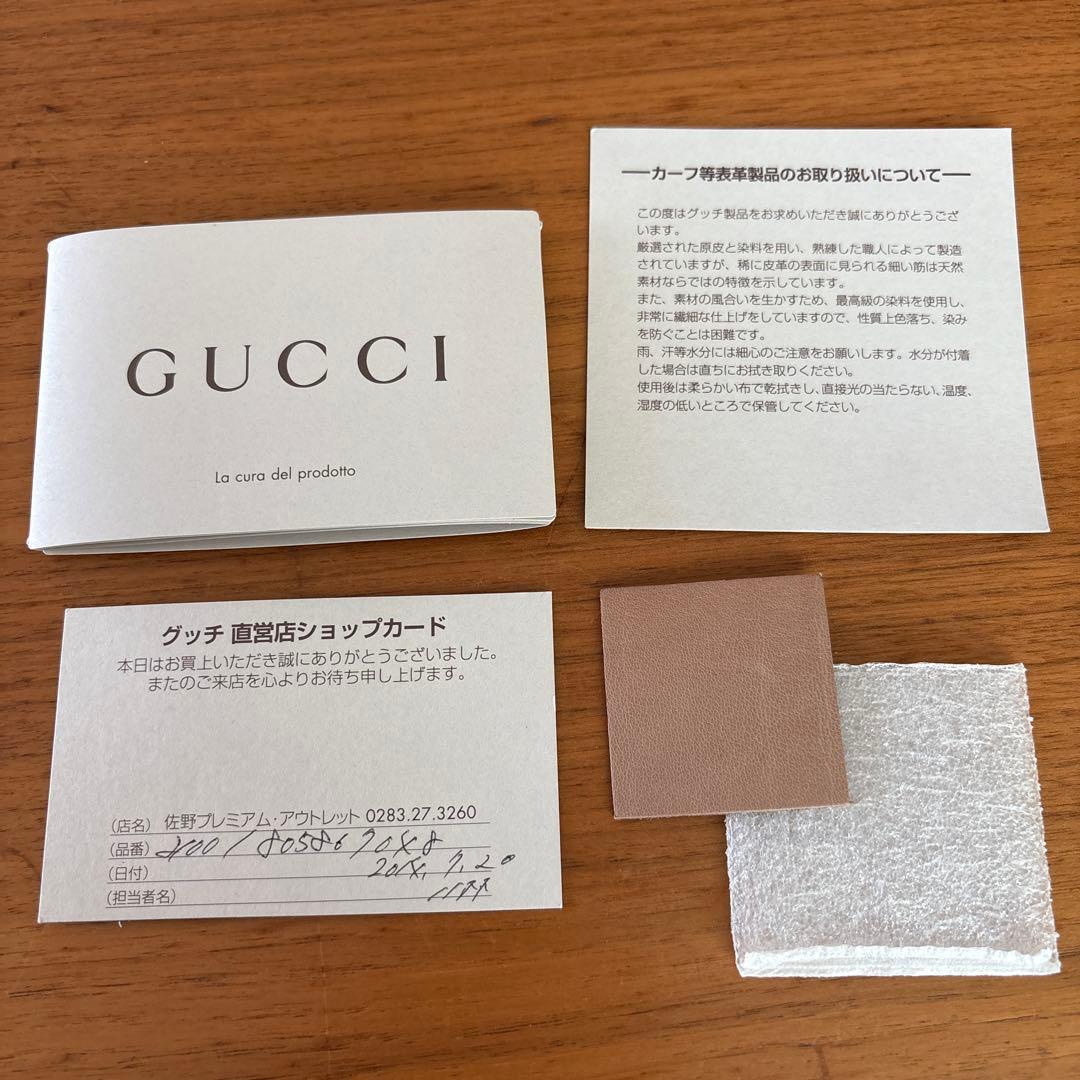 GUCCI
La cura del prodotto
カーフ等表革製品のお取り扱いについて
この度はグッチ製品をお求めいただき誠にありがとうござ
います。
厳選された原皮と染料を用い、熟練した職人によって製造
されていますが、稀に皮革の表面に見られる細い筋は天然
素材ならではの特徴を示しています。
また、素材の風合いを生かすため、最高級の染料を使用し、
非常に繊細な仕上げをしていますので、性質上色落ち、染み
を防ぐことは困難です。
雨、汗等水分には細心のご注意をお願いします。水分が付着
した場合は直ちにお拭き取りください。
使用後は柔らかい布で乾拭きし、直接光の当たらない、温度、
湿度の低いところで保管してください。
グッチ 直営店ショップカード
本日はお買上いただき誠にありがとうございました。
またのご来店を心よりお待ち申し上げます。
(店名) 佐野プレミアム・アウトレット 0283.27.3260
(品番)
(日付)
(担当者名)